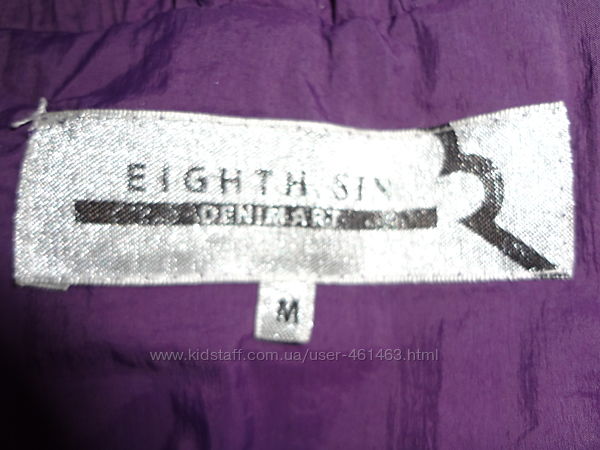 EIGHTH SIN
DENIMART
M
www.kidstaff.com.ua/user-461463.html